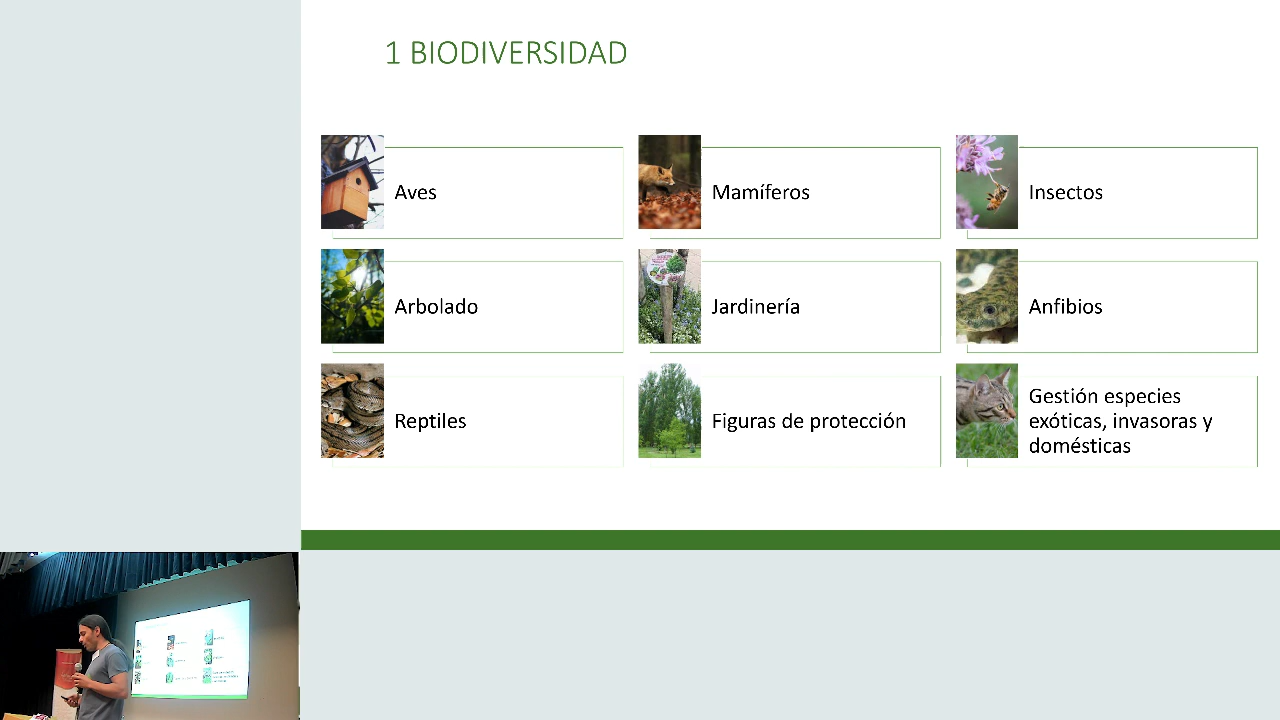 1 BIODIVERSIDAD
Aves
Mamíferos
Insectos
Arbolado
Jardinería
Anfibios
Reptiles
Figuras de protección
Gestión especies
exóticas, invasoras y
domésticas